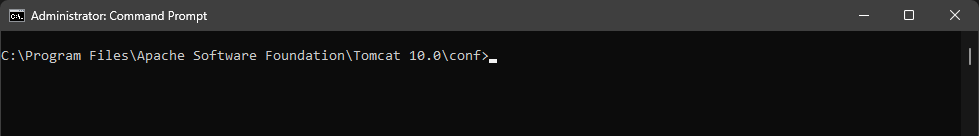 Administrator: Command Prompt
C:\Program Files\Apache Software Foundation\Tomcat 10.0\conf>